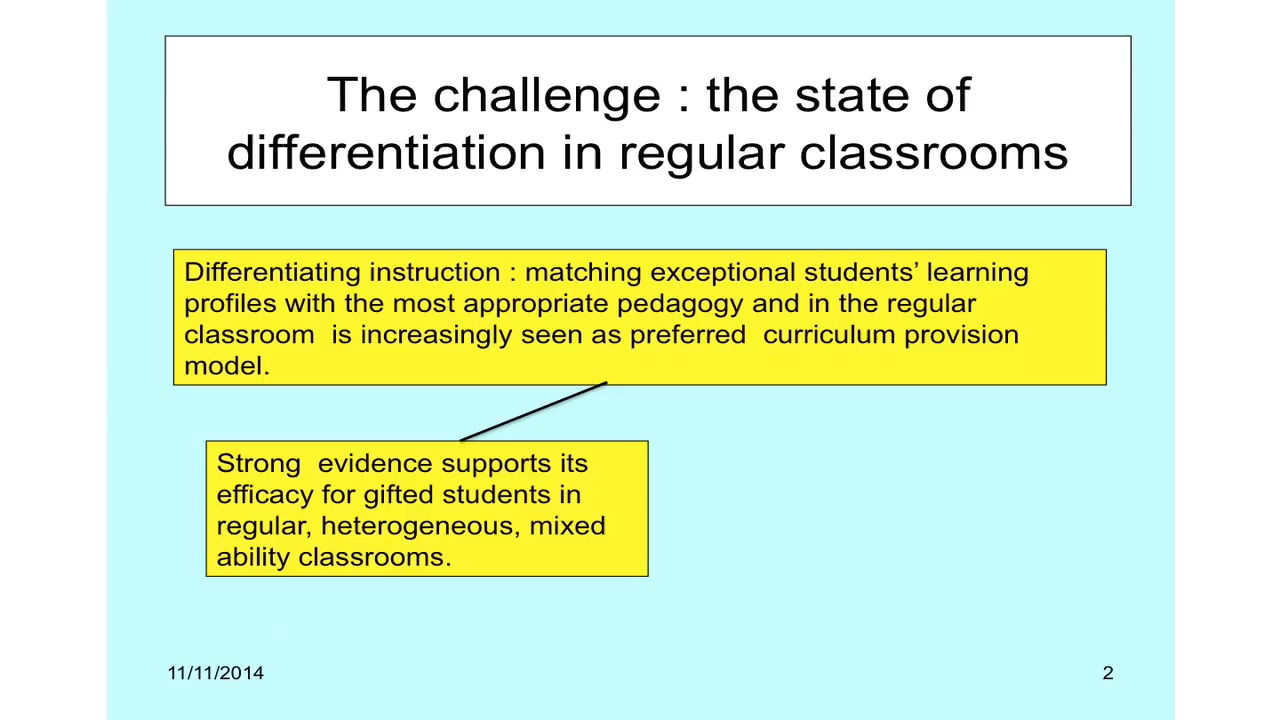 The challenge : the state of
differentiation in regular classrooms
Differentiating instruction : matching exceptional students’ learning
profiles with the most appropriate pedagogy and in the regular
classroom  is increasingly seen as preferred  curriculum provision
model.
Strong  evidence supports its
efficacy for gifted students in
regular, heterogeneous, mixed
ability classrooms.
11/11/2014
2